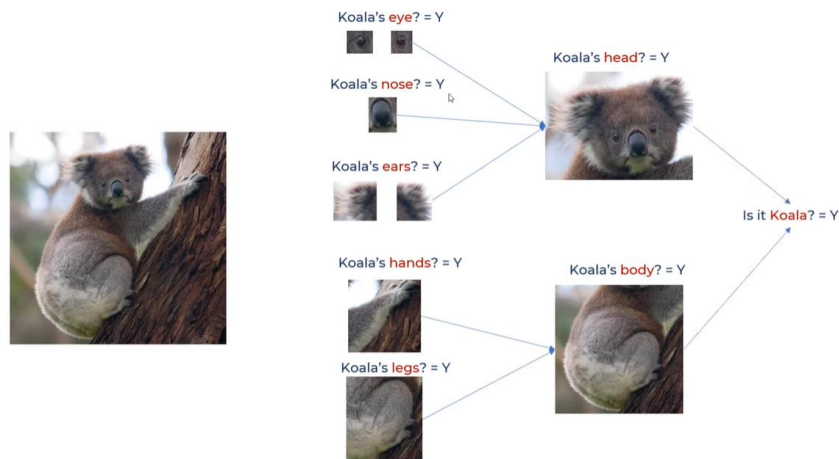 Koala's eye? = Y
Koala's nose? = Y
Koala's ears? = Y
Koala's head? = Y
Is it Koala? = Y
Koala's hands? = Y
Koala's legs? = Y
Koala's body? = Y